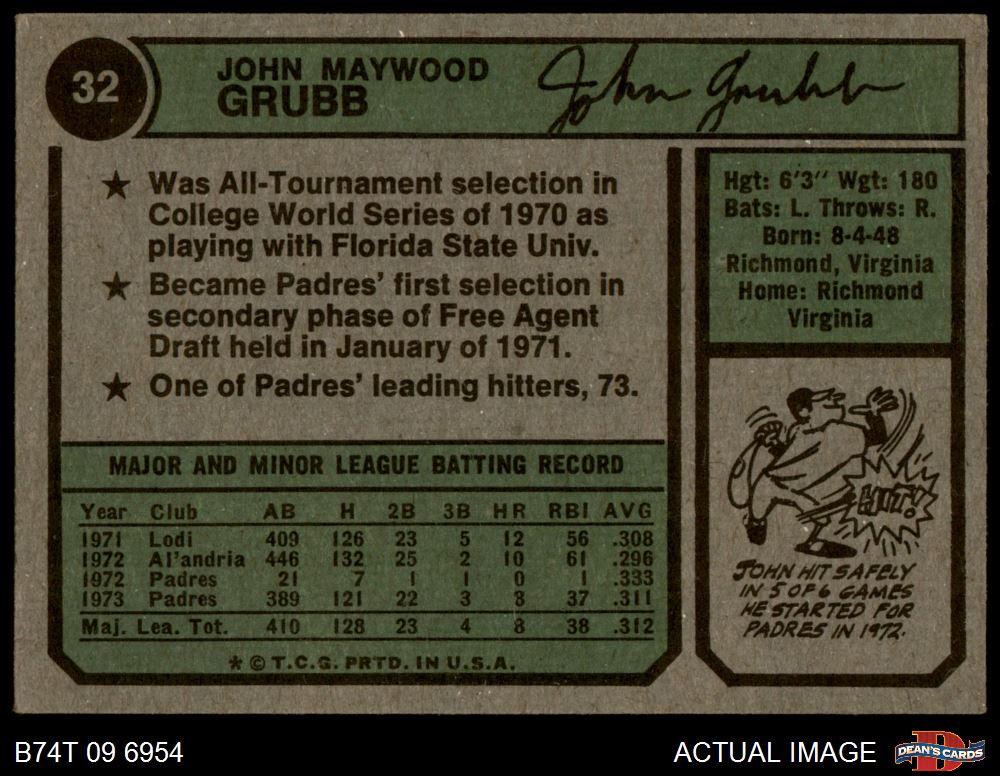 32
JOHN MAYWOOD
GRUBB
John Grubb
★ Was All-Tournament selection in
College World Series of 1970 as
playing with Florida State Univ.
★ Became Padres' first selection in
secondary phase of Free Agent
Draft held in January of 1971.
★ One of Padres' leading hitters, 73.
Hgt: 6'3" Wgt: 180
Bats: L. Throws: R.
Born: 8-4-48
Richmond, Virginia
Home: Richmond
Virginia
MAJOR AND MINOR LEAGUE BATTING RECORD
Year Club AB H 2B 3B HR RBI AVG
1971 Lodi 409 126 23 5 12 56 .308
1972 Al'andria 446 132 25 2 10 61 .296
1972 Padres 21 7 1 1 0 1 .333
1973 Padres 389 121 22 3 8 37 .311
Maj. Lea. Tot. 410 128 23 4 8 38 .312
* © T.C.G. PRTD. IN U.S.A.
HIT!
JOHN HIT SAFELY
IN 5 OF 6 GAMES
HE STARTED FOR
PADRES IN 1972.
B74T 09 6954
ACTUAL IMAGE
D
DEAN'S CARDS